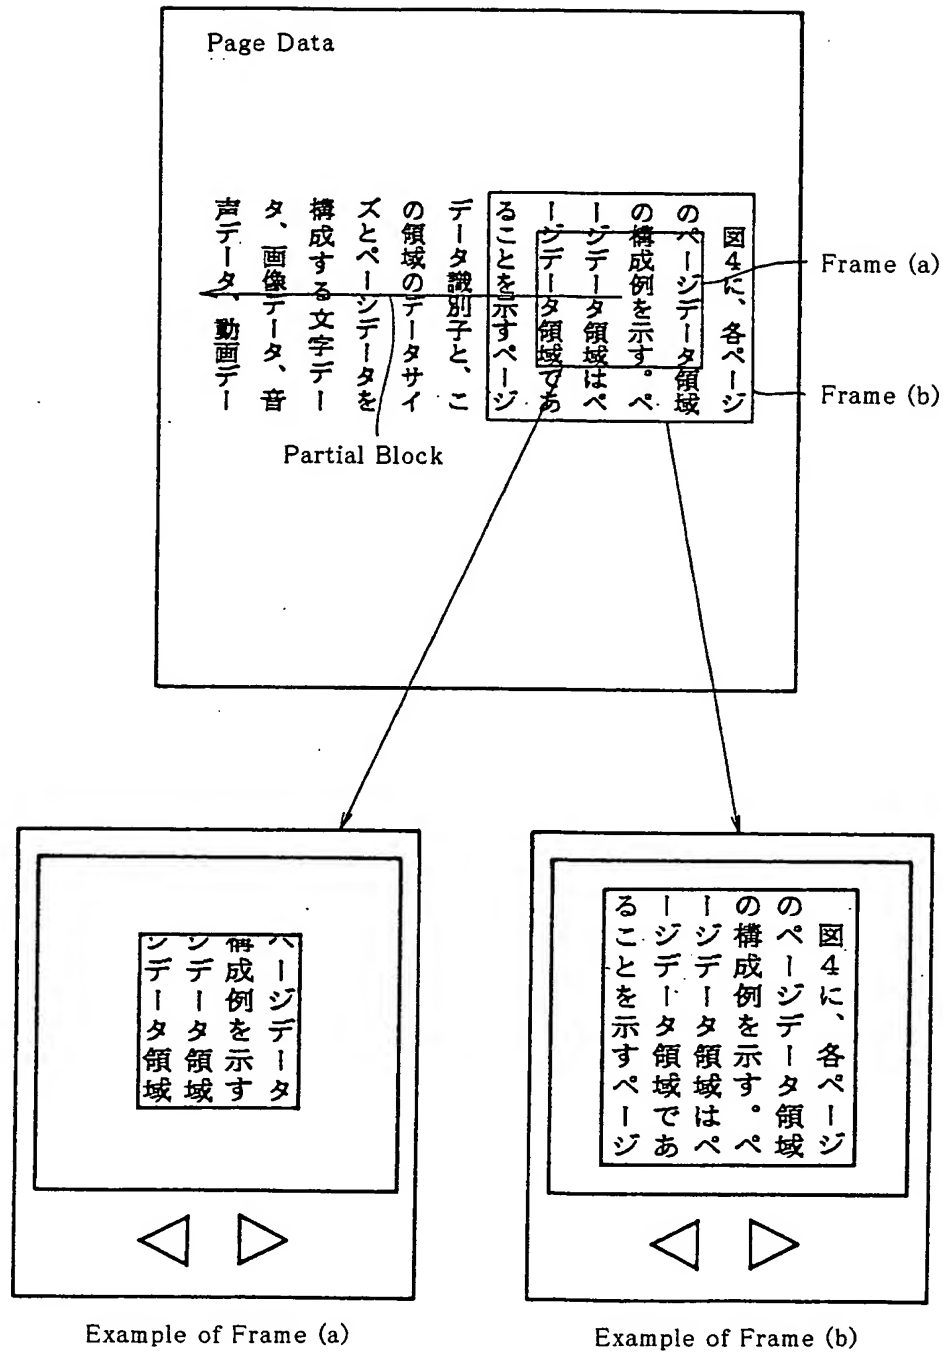 Page Data
図4に、各ページ
のページデータ領域
の構成例を示す。ペ
ージデータ領域はペ
ージデータ領域であ
ることを示すページ
データ識別子と、こ
の領域のデータサイ
ズとページデータを
構成する文字デー
タ、画像データ、音
声データ、動画デー
Frame (a)
Frame (b)
Partial Block
ページデータ
構成例を示す
ジデータ領域
ジデータ領域
図4に、各ページ
のページデータ領域
の構成例を示す。ペ
ージデータ領域はペ
ージデータ領域であ
ることを示すページ
Example of Frame (a)
Example of Frame (b)